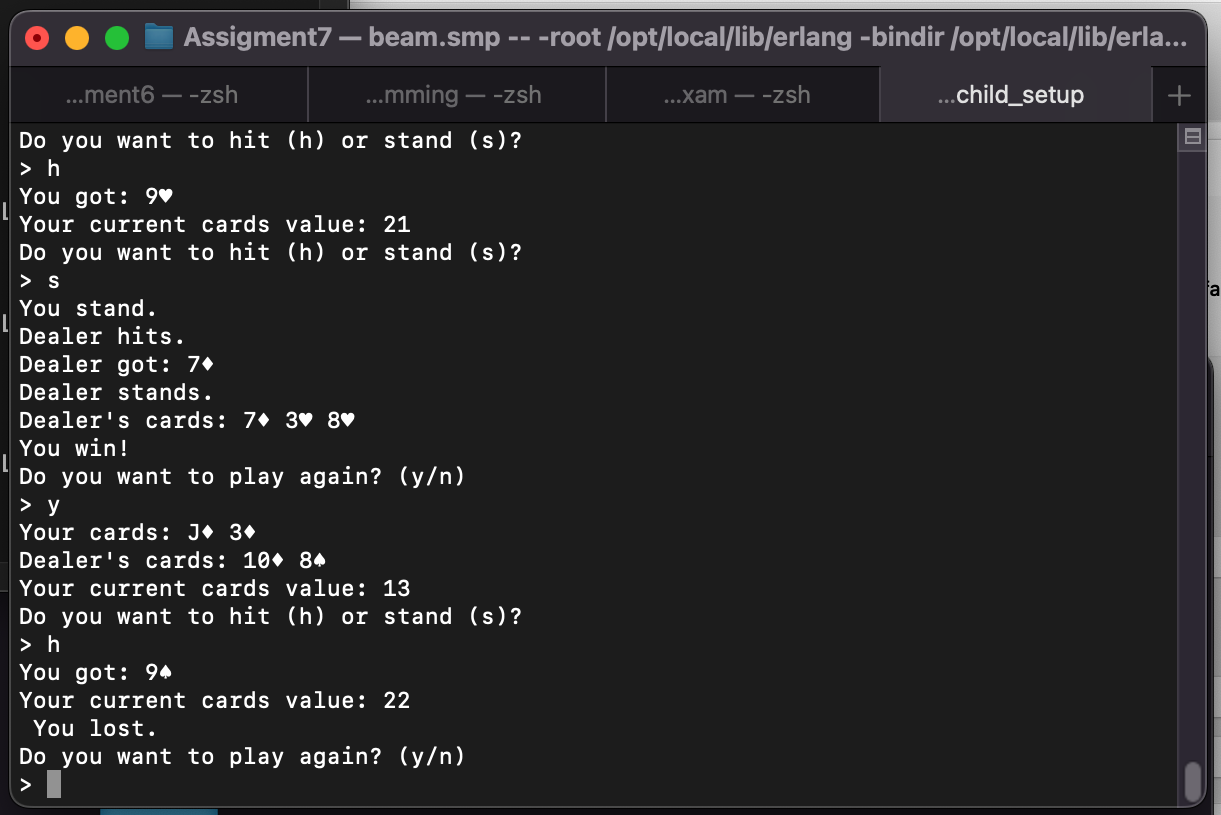 Assigment7 — beam.smp -- -root /opt/local/lib/erlang -bindir /opt/local/lib/erla...
...ment6 — -zsh
...mming — -zsh
...xam — -zsh
...child_setup
Do you want to hit (h) or stand (s)?
> h
You got: 9♥
Your current cards value: 21
Do you want to hit (h) or stand (s)?
> s
You stand.
Dealer hits.
Dealer got: 7♦
Dealer stands.
Dealer's cards: 7♦ 3♥ 8♥
You win!
Do you want to play again? (y/n)
> y
Your cards: J♦ 3♦
Dealer's cards: 10♦ 8♠
Your current cards value: 13
Do you want to hit (h) or stand (s)?
> h
You got: 9♠
Your current cards value: 22
 You lost.
Do you want to play again? (y/n)
>